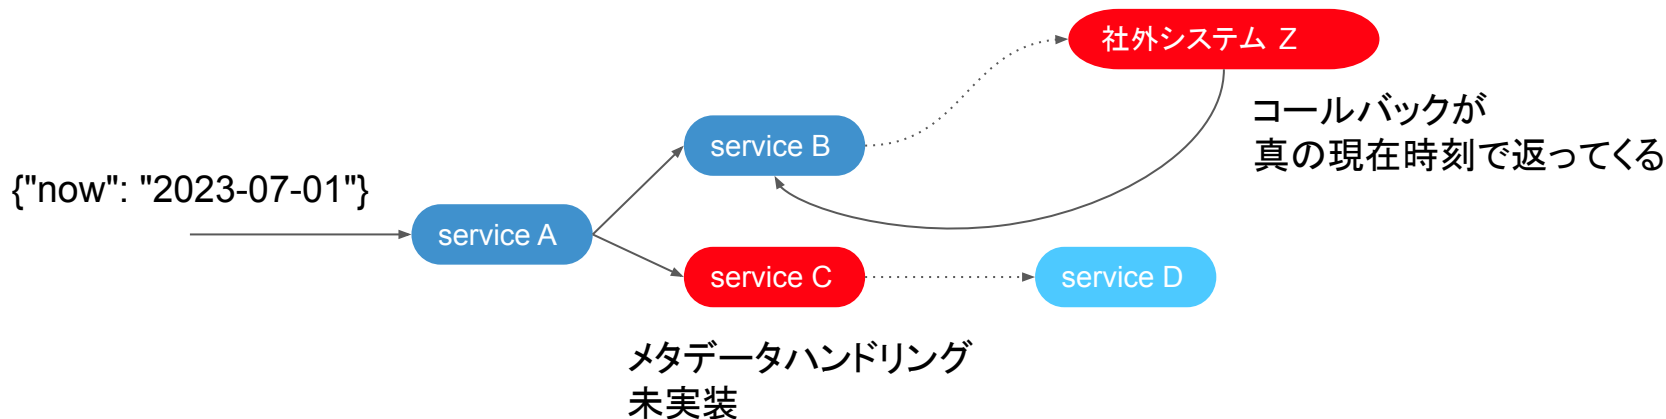 社外システム Z
コールバックが
真の現在時刻で返ってくる
service B
{"now": "2023-07-01"}
service A
service C
service D
メタデータハンドリング
未実装